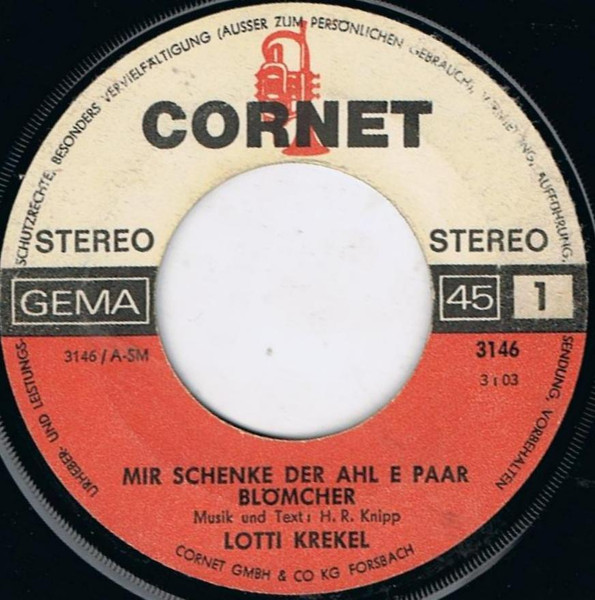 URHEBER- UND LEISTUNGS-
SCHUTZRECHTE, BESONDERS VERVIELFÄLTIGUNG (AUSSER ZUM PERSÖNLICHEN GEBRAUCH), VERMIETUNG, AUFFÜHRUNG,
SENDUNG, VORBEHALTEN
CORNET
STEREO STEREO
GEMA 45 1
3146/A-SM 3146
3:03
MIR SCHENKE DER AHL E PAAR
BLÖMCHER
Musik und Text: H. R. Knipp
LOTTI KREKEL
CORNET GMBH & CO KG FORSBACH